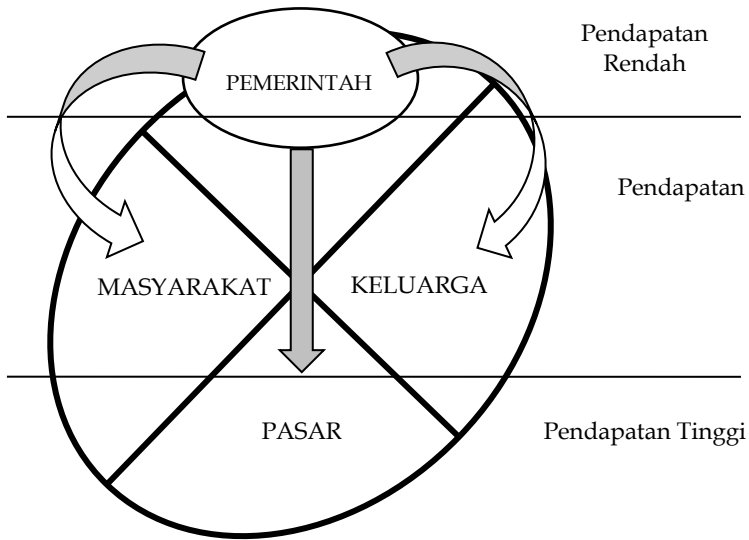 Pendapatan
Rendah
PEMERINTAH
Pendapatan
MASYARAKAT
KELUARGA
PASAR
Pendapatan Tinggi